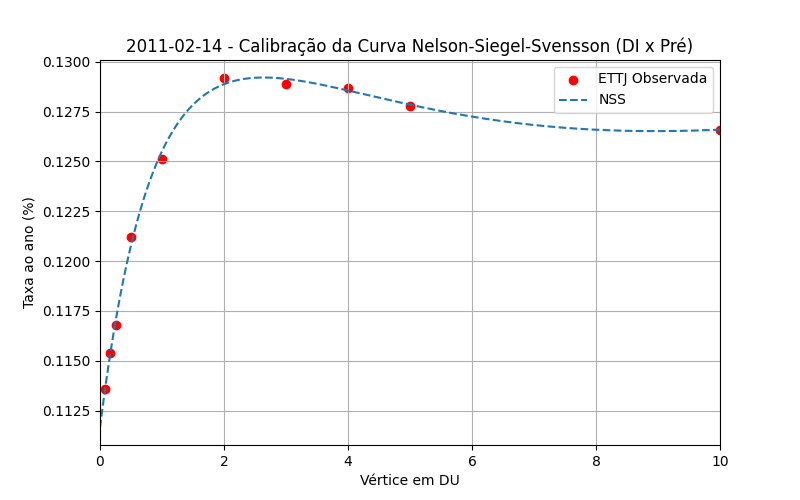 2011-02-14 - Calibração da Curva Nelson-Siegel-Svensson (DI x Pré)
0.1300
0.1275
0.1250
0.1225
0.1200
0.1175
0.1150
0.1125
Taxa ao ano (%)
ETTJ Observada
NSS
0 2 4 6 8 10
Vértice em DU